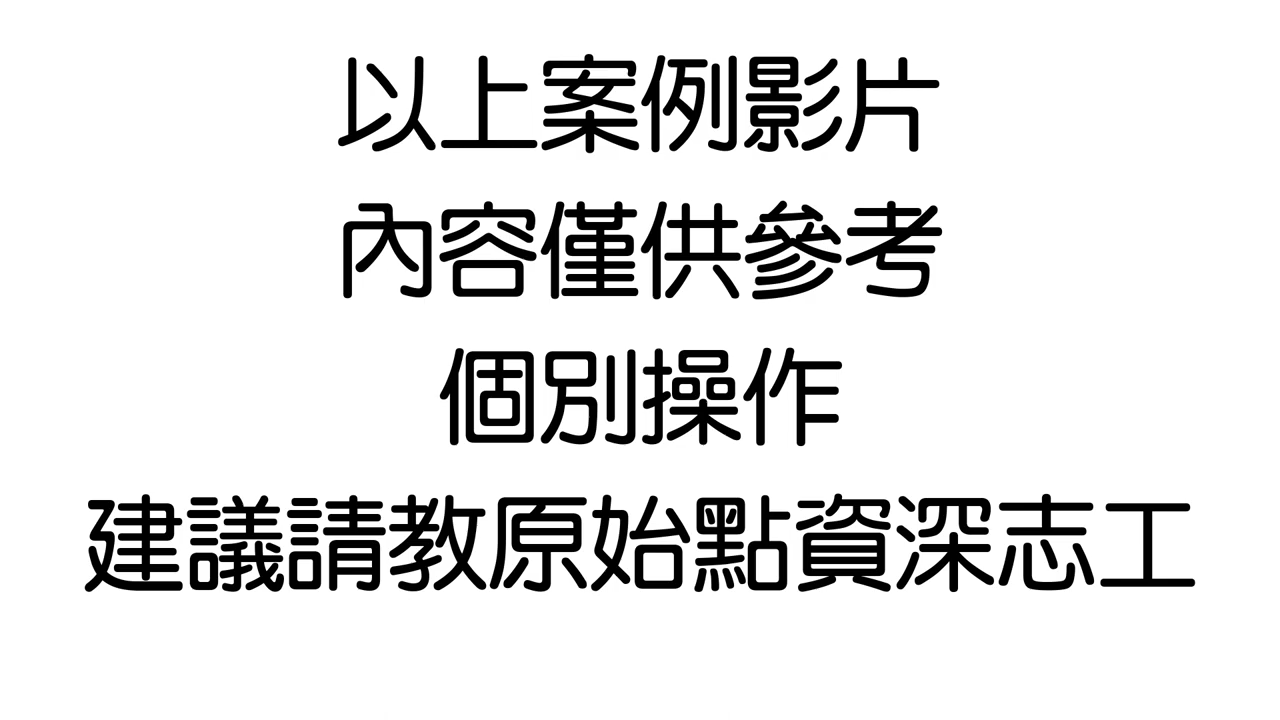 以上案例影片
內容僅供參考
個別操作
建議請教原始點資深志工